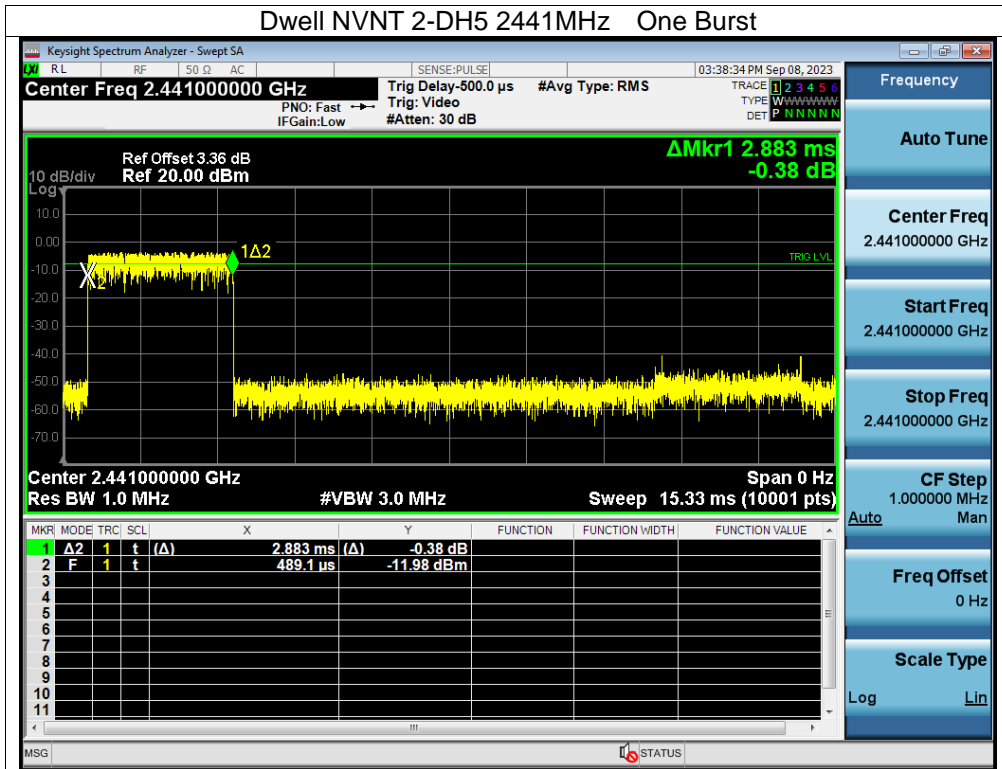 Dwell NVNT 2-DH5 2441MHz One Burst
Keysight Spectrum Analyzer - Swept SA
LXI RL RF 50 Ω AC SENSE:PULSE 03:38:34 PM Sep 08, 2023
Center Freq 2.441000000 GHz Trig Delay-500.0 µs #Avg Type: RMS TRACE 1 2 3 4 5 6
PNO: Fast Trig: Video TYPE WWWWWW
IFGain:Low #Atten: 30 dB DET P N N N N N
Frequency
Auto Tune
Center Freq
2.441000000 GHz
Start Freq
2.441000000 GHz
Stop Freq
2.441000000 GHz
CF Step
1.000000 MHz
Auto Man
Freq Offset
0 Hz
Scale Type
Log Lin
ΔMkr1 2.883 ms
-0.38 dB
Ref Offset 3.36 dB
10 dB/div Ref 20.00 dBm
Log
10.0
0.00
-10.0
-20.0
-30.0
-40.0
-50.0
-60.0
-70.0
1Δ2
TRIG LVL
2
Center 2.441000000 GHz Span 0 Hz
Res BW 1.0 MHz #VBW 3.0 MHz Sweep 15.33 ms (10001 pts)
MKR MODE TRC SCL X Y FUNCTION FUNCTION WIDTH FUNCTION VALUE
1 Δ2 1 t (Δ) 2.883 ms (Δ) -0.38 dB
2 F 1 t 489.1 µs -11.98 dBm
3
4
5
6
7
8
9
10
11
MSG STATUS